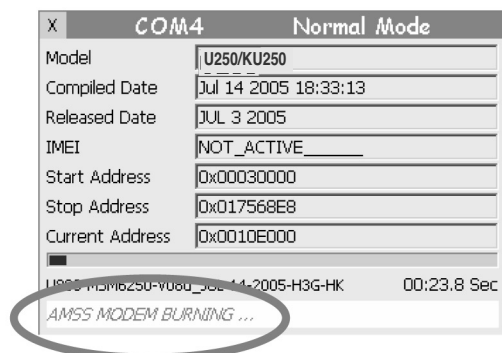 X COM4 Normal Mode
Model U250/KU250
Compiled Date Jul 14 2005 18:33:13
Released Date JUL 3 2005
IMEI NOT_ACTIVE______
Start Address 0x00030000
Stop Address 0x017568E8
Current Address 0x0010E000
00:23.8 Sec
AMSS MODEM BURNING ...